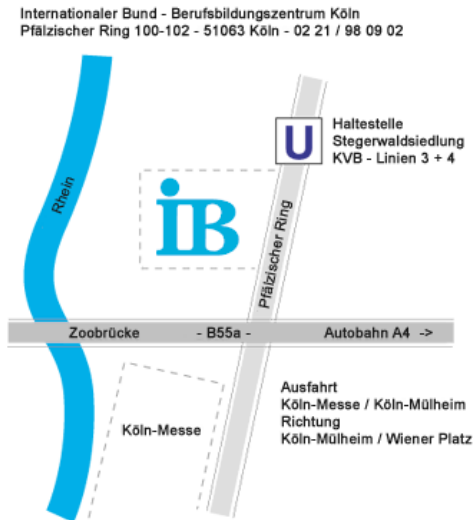 Internationaler Bund - Berufsbildungszentrum Köln
Pfälzischer Ring 100-102 - 51063 Köln - 02 21 / 98 09 02
U
Haltestelle
Stegerwaldsiedlung
KVB - Linien 3 + 4
Rhein
iB
Pfälzischer Ring
Zoobrücke - B55a - Autobahn A4 ->
Ausfahrt
Köln-Messe / Köln-Mülheim
Richtung
Köln-Mülheim / Wiener Platz
Köln-Messe